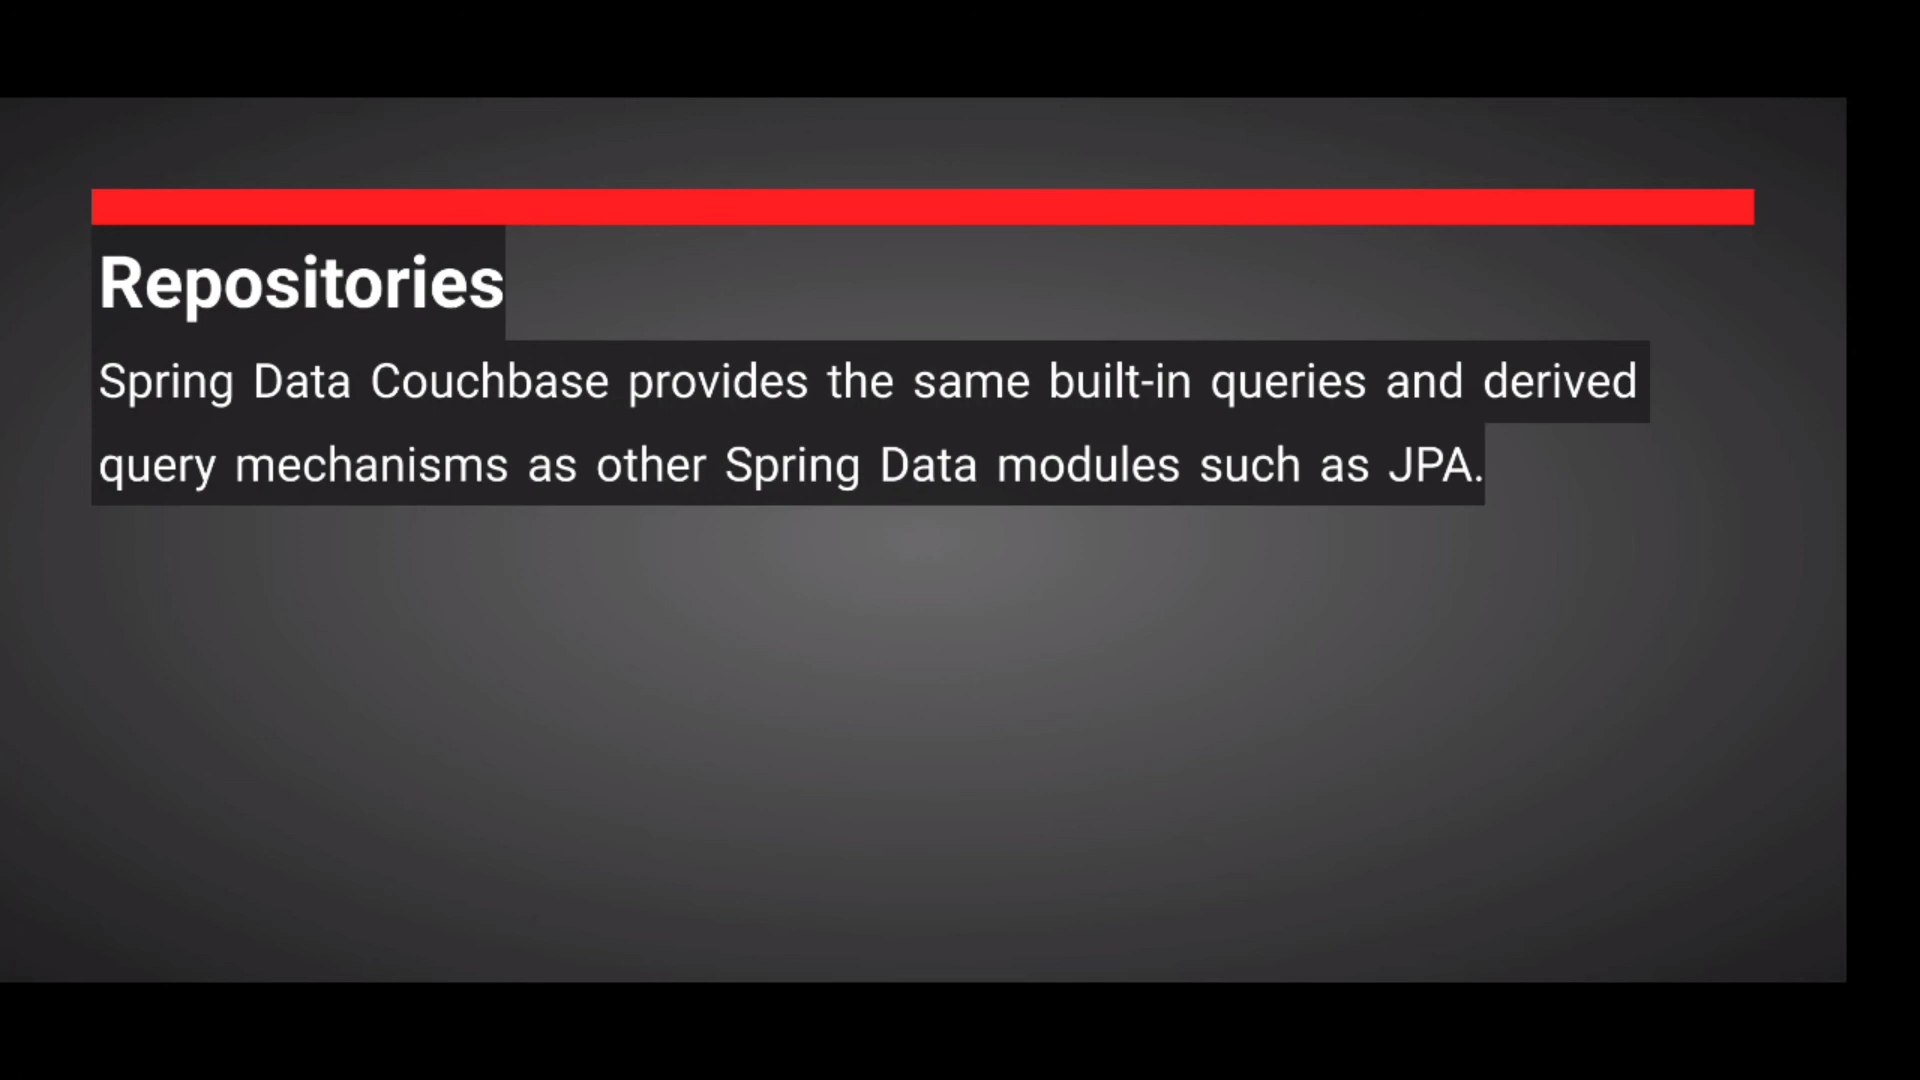 Repositories
Spring Data Couchbase provides the same built-in queries and derived
query mechanisms as other Spring Data modules such as JPA.